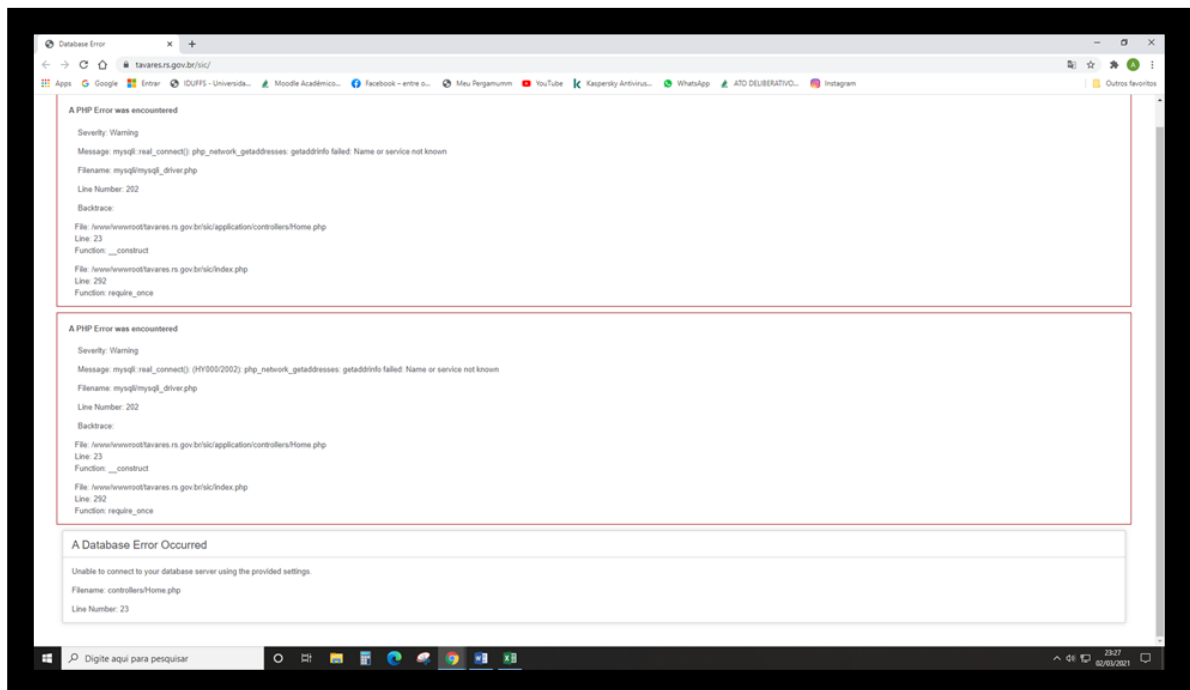 Database Error
tavares.rs.gov.br/sic/
Apps Google Entrar IDUFFS - Universida... Moodle Acadêmico... Facebook – entre o... Meu Pergamumm YouTube Kaspersky Antivirus... WhatsApp ATO DELIBERATIVO... Instagram Outros favoritos
A PHP Error was encountered
Severity: Warning
Message: mysqli::real_connect(): php_network_getaddresses: getaddrinfo failed: Name or service not known
Filename: mysqli/mysqli_driver.php
Line Number: 202
Backtrace:
File: /www/wwwroot/tavares.rs.gov.br/sic/application/controllers/Home.php
Line: 23
Function: __construct
File: /www/wwwroot/tavares.rs.gov.br/sic/index.php
Line: 292
Function: require_once
A PHP Error was encountered
Severity: Warning
Message: mysqli::real_connect(): (HY000/2002): php_network_getaddresses: getaddrinfo failed: Name or service not known
Filename: mysqli/mysqli_driver.php
Line Number: 202
Backtrace:
File: /www/wwwroot/tavares.rs.gov.br/sic/application/controllers/Home.php
Line: 23
Function: __construct
File: /www/wwwroot/tavares.rs.gov.br/sic/index.php
Line: 292
Function: require_once
A Database Error Occurred
Unable to connect to your database server using the provided settings.
Filename: controllers/Home.php
Line Number: 23
Digite aqui para pesquisar
23:27
02/03/2021